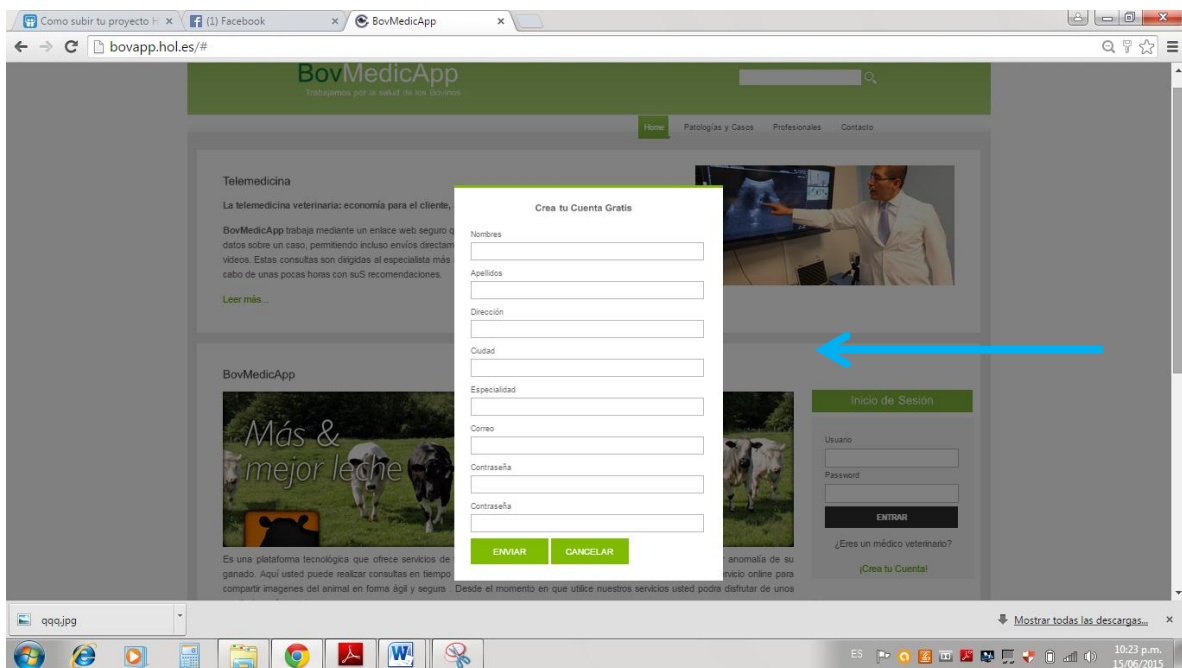 Como subir tu proyecto H
(1) Facebook
BovMedicApp
bovapp.hol.es/#
BovMedicApp
Trabajamos por la salud de los Bovinos...
Home
Patologías y Casos
Profesionales
Contacto
Telemedicina
La telemedicina veterinaria: economía para el cliente,
BovMedicApp trabaja mediante un enlace web seguro q
datos sobre un caso, permitiendo incluso envíos directam
videos. Estas consultas son dirigidas al especialista más
cabo de unas pocas horas con suS recomendaciones.
Leer más...
Crea tu Cuenta Gratis
Nombres
Apellidos
Dirección
Ciudad
Especialidad
Correo
Contraseña
Contraseña
ENVIAR
CANCELAR
BovMedicApp
Más &
mejor leche
Inicio de Sesión
Usuario
Password
ENTRAR
¿Eres un médico veterinario?
¡Crea tu Cuenta!
Es una plataforma tecnológica que ofrece servicios de
anomalía de su
ganado. Aquí usted puede realizar consultas en tiempo
rvicio online para
compartir imagenes del animal en forma ágil y segura . Desde el momento en que utilice nuestros servicios usted podra disfrutar de unos
qqq.jpg
Mostrar todas las descargas...
ES
10:23 p.m.
15/06/2015